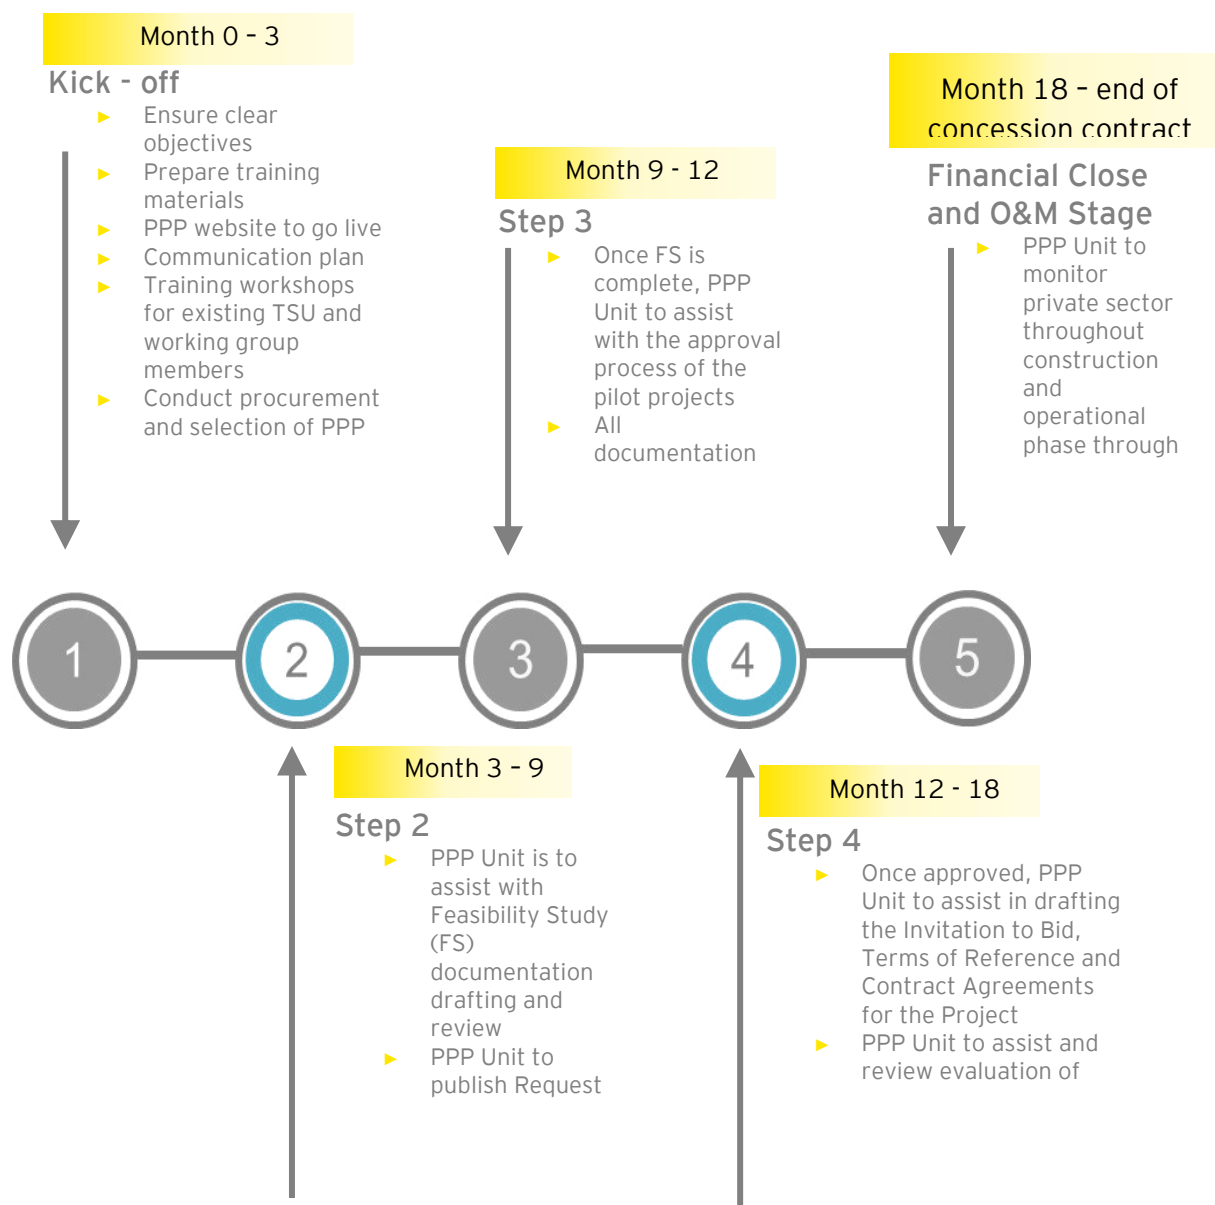 Month 0 – 3
Kick - off
► Ensure clear
objectives
► Prepare training
materials
► PPP website to go live
► Communication plan
► Training workshops
for existing TSU and
working group
members
► Conduct procurement
and selection of PPP
Month 9 - 12
Step 3
► Once FS is
complete, PPP
Unit to assist
with the approval
process of the
pilot projects
► All
documentation
Month 18 – end of
concession contract
Financial Close
and O&M Stage
► PPP Unit to
monitor
private sector
throughout
construction
and
operational
phase through
1
2
3
4
5
Month 3 – 9
Step 2
► PPP Unit is to
assist with
Feasibility Study
(FS)
documentation
drafting and
review
► PPP Unit to
publish Request
Month 12 - 18
Step 4
► Once approved, PPP
Unit to assist in drafting
the Invitation to Bid,
Terms of Reference and
Contract Agreements
for the Project
► PPP Unit to assist and
review evaluation of